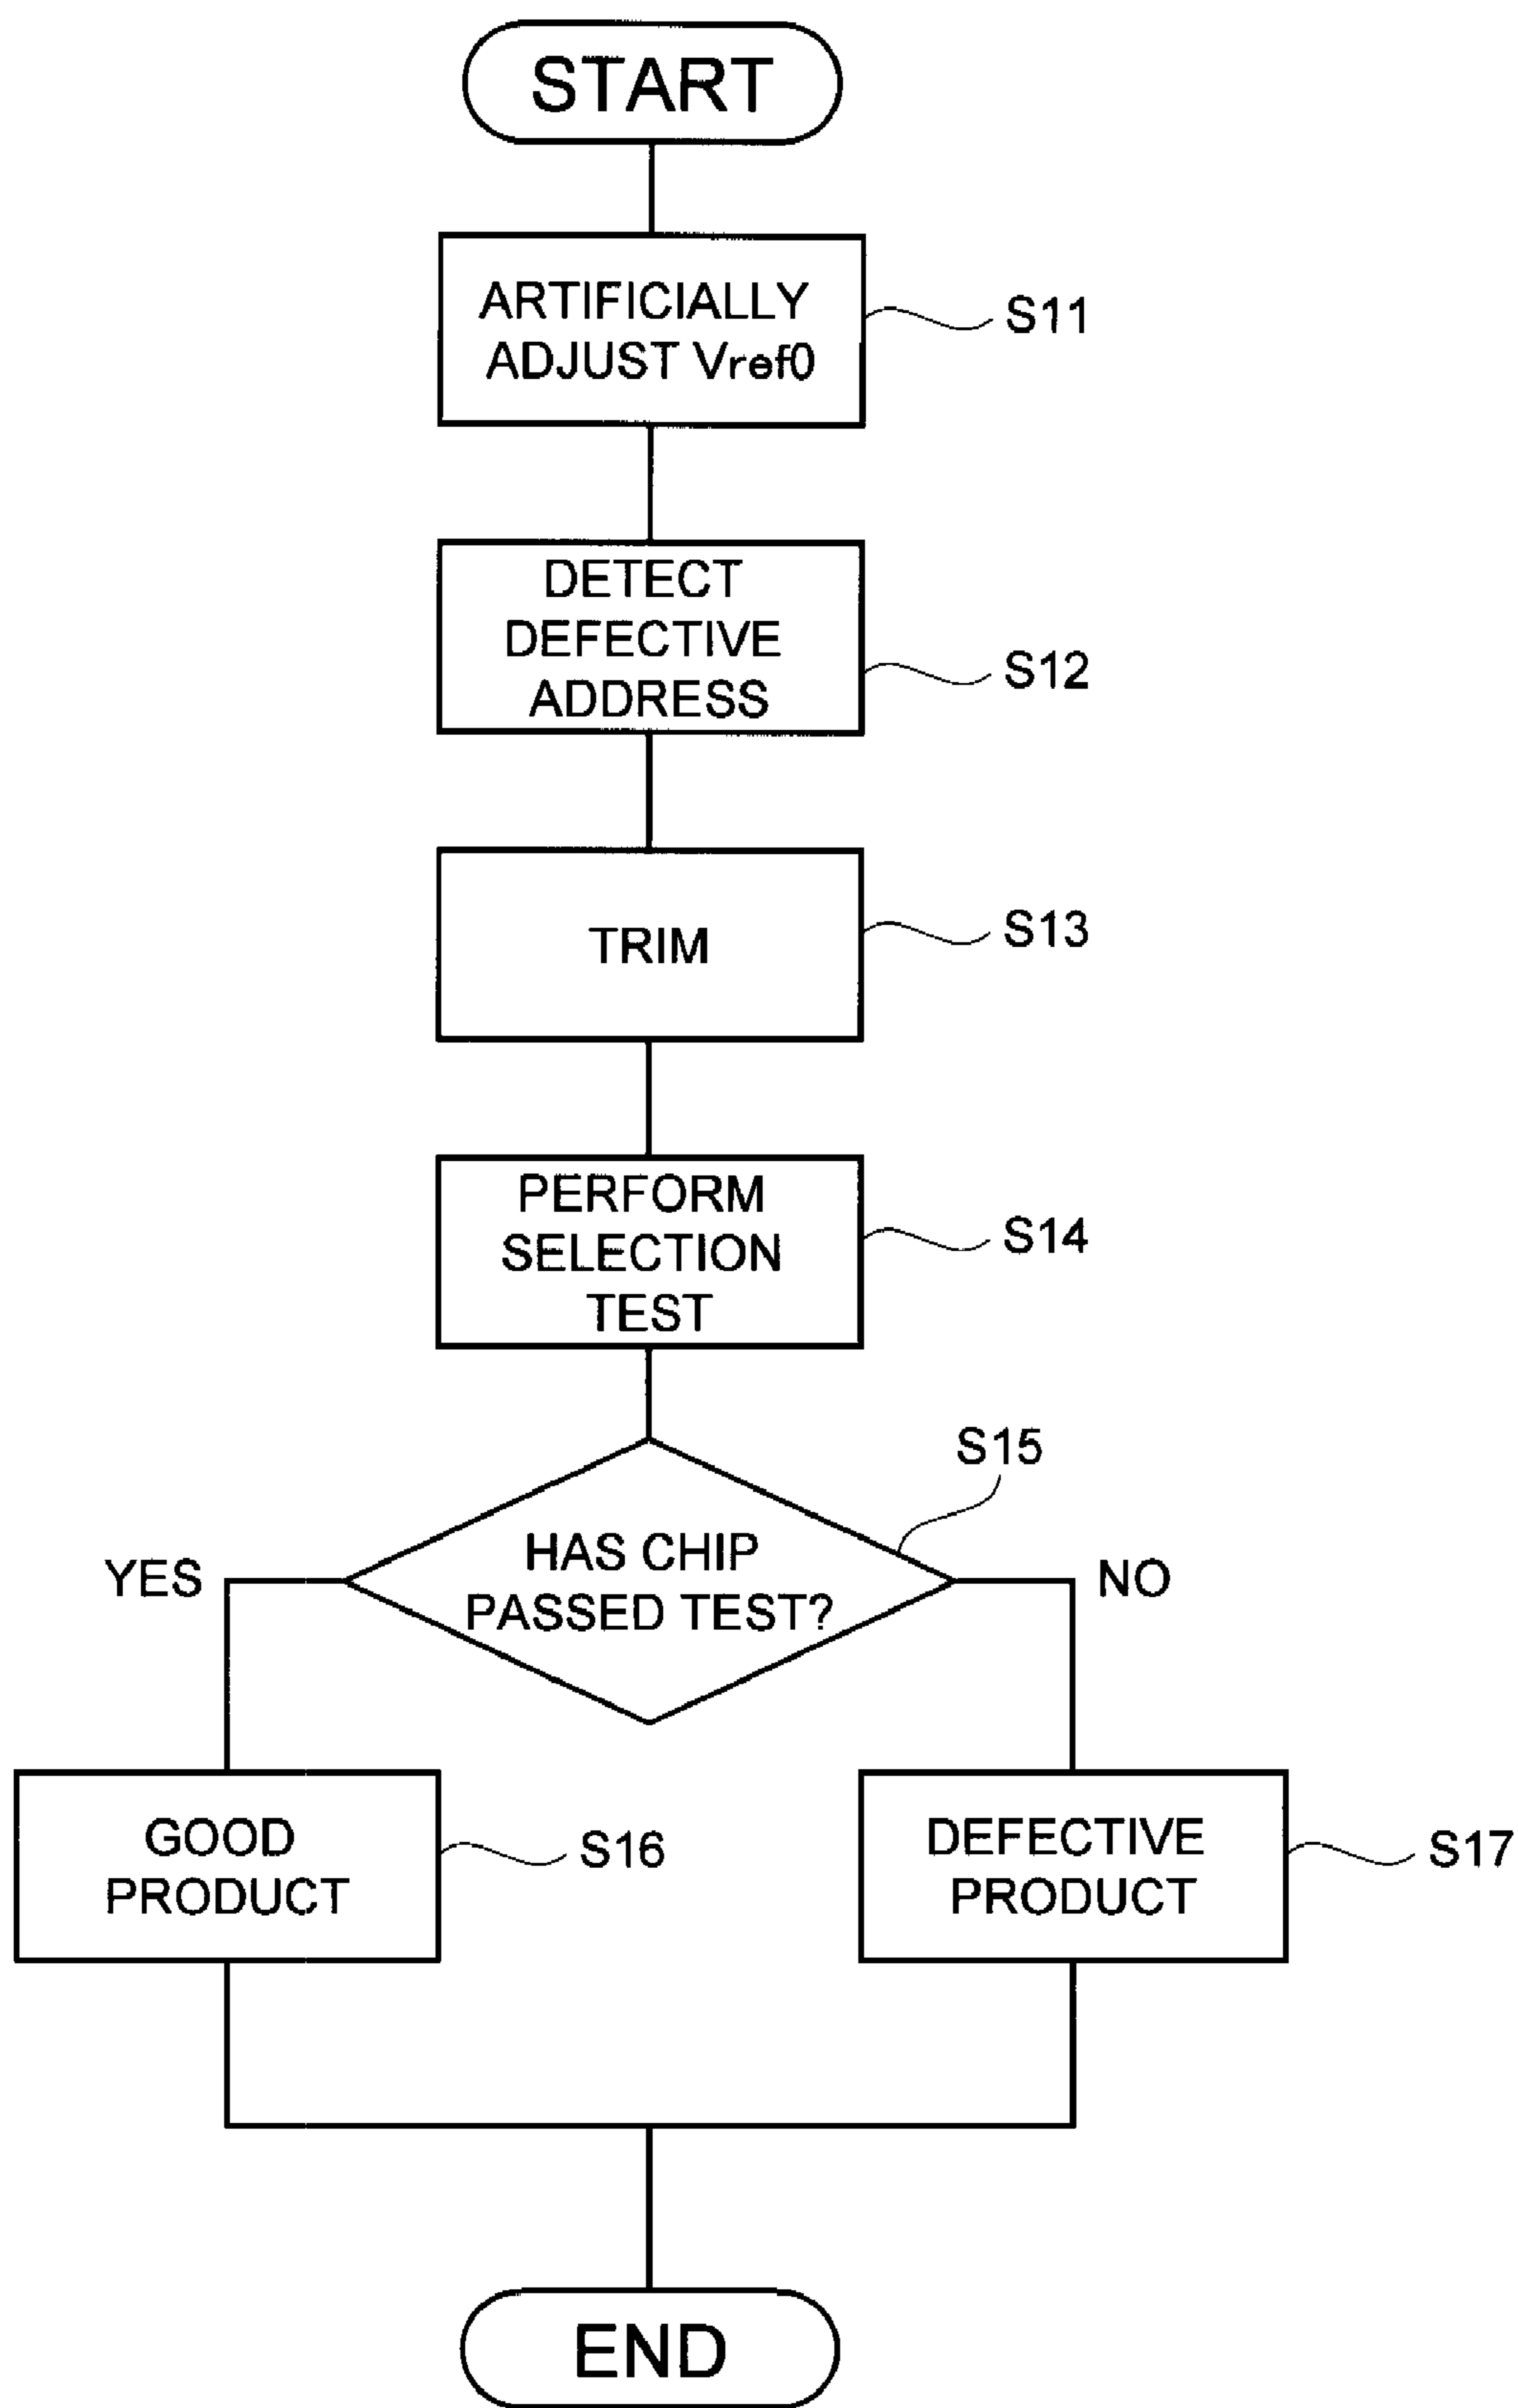 START
ARTIFICIALLY
ADJUST Vref0
S11
DETECT
DEFECTIVE
ADDRESS
S12
TRIM
S13
PERFORM
SELECTION
TEST
S14
S15
HAS CHIP
PASSED TEST?
YES
NO
GOOD
PRODUCT
S16
DEFECTIVE
PRODUCT
S17
END